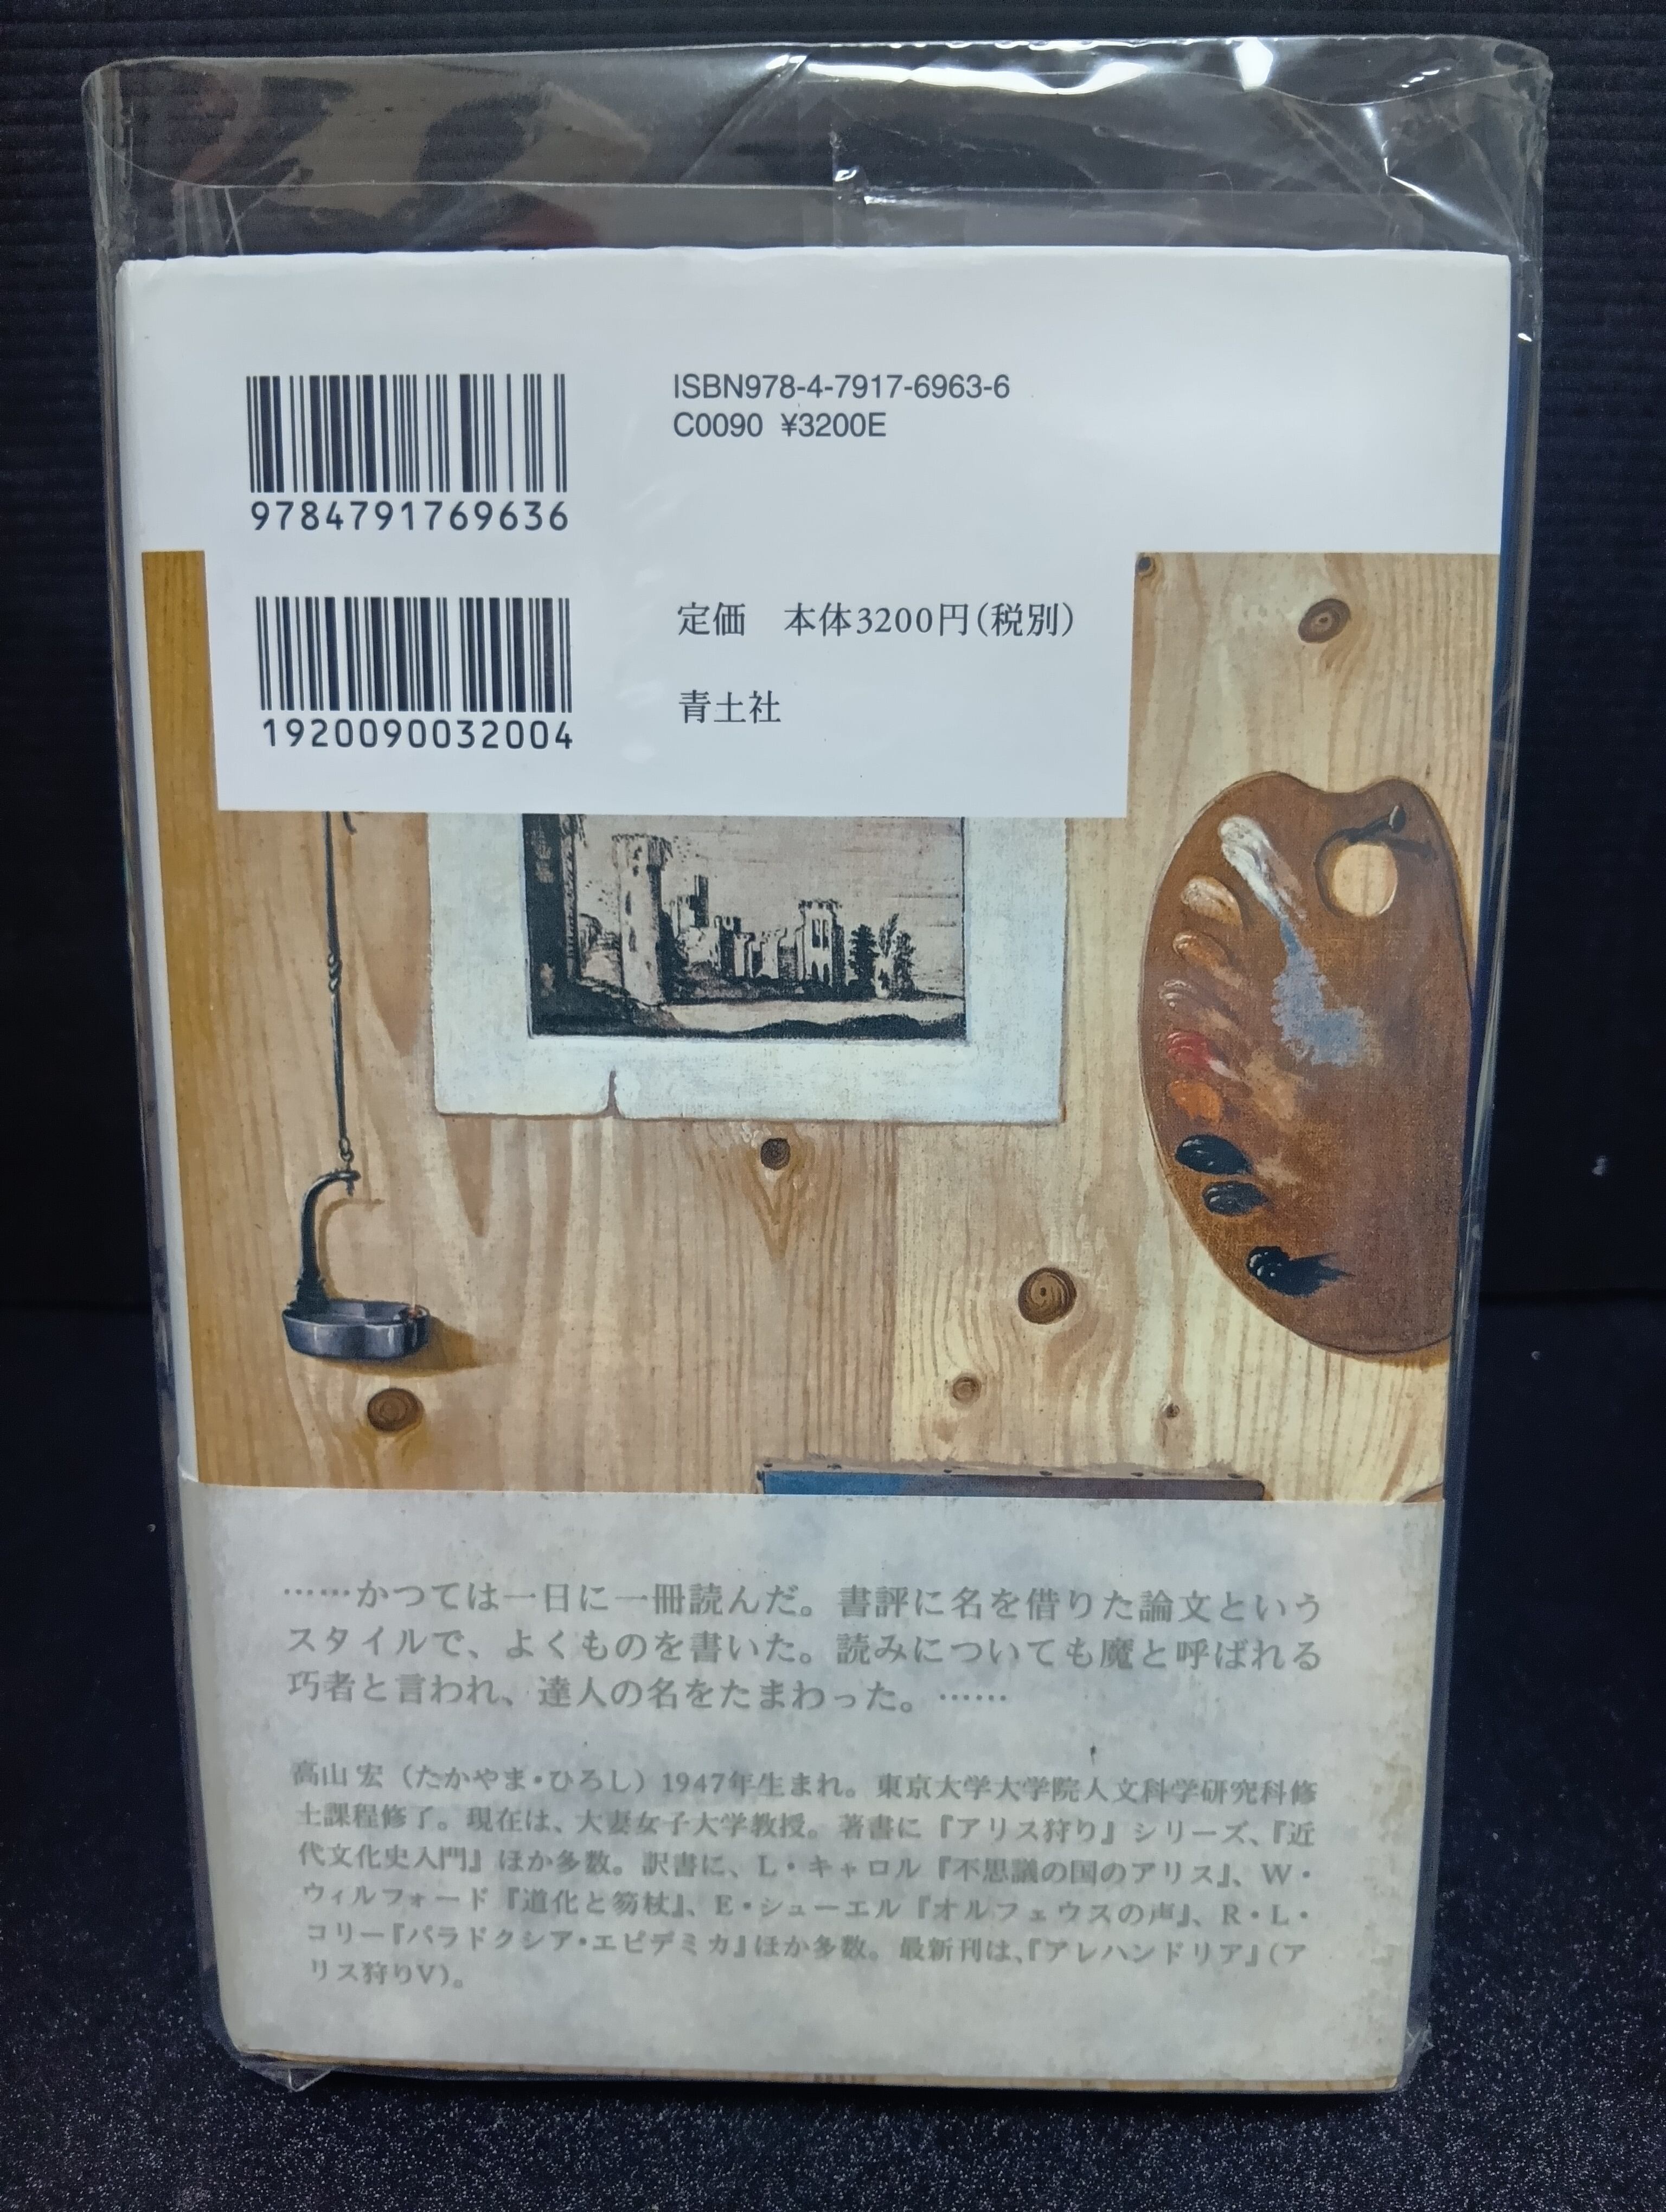 ISBN978-4-7917-6963-6
C0090 ¥3200E
9784791769636
定価 本体3200円(税別)
青土社
1920090032004
……かつては一日に一冊読んだ。書評に名を借りた論文という
スタイルで、よくものを書いた。読みについても魔と呼ばれる
巧者と言われ、達人の名をたまわった。……
高山 宏（たかやま・ひろし）1947年生まれ。東京大学大学院人文科学研究科修
士課程修了。現在は、大妻女子大学教授。著書に『アリス狩り』シリーズ、『近
代文化史入門』ほか多数。訳書に、L・キャロル『不思議の国のアリス』、W・
ウィルフォード『道化と笏杖』、E・シューエル『オルフェウスの声』、R・L・
コリー『パラドクシア・エピデミカ』ほか多数。最新刊は、『アレハンドリア』（ア
リス狩りV）。